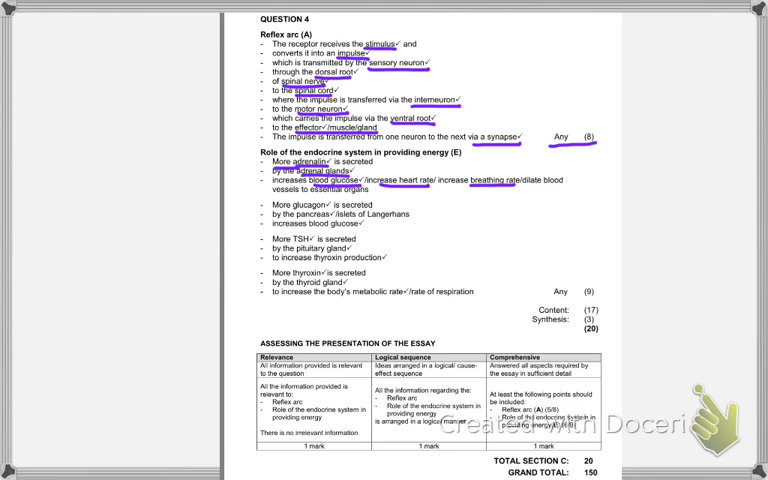 QUESTION 4
Reflex arc (A)
- The receptor receives the stimulus✓ and
- converts it into an impulse✓
- which is transmitted by the sensory neuron✓
- through the dorsal root✓
- of spinal nerve✓
- to the spinal cord✓
- where the impulse is transferred via the interneuron✓
- to the motor neuron✓
- which carries the impulse via the ventral root✓
- to the effector✓/muscle/gland
- The impulse is transferred from one neuron to the next via a synapse✓ Any (8)
Role of the endocrine system in providing energy (E)
- More adrenalin✓ is secreted
- by the adrenal glands✓
- increases blood glucose✓/increase heart rate/ increase breathing rate/dilate blood
vessels to essential organs
- More glucagon✓ is secreted
- by the pancreas✓/islets of Langerhans
- increases blood glucose✓
- More TSH✓ is secreted
- by the pituitary gland✓
- to increase thyroxin production✓
- More thyroxin✓is secreted
- by the thyroid gland✓
- to increase the body's metabolic rate✓/rate of respiration Any (9)
Content: (17)
Synthesis: (3)
(20)
ASSESSING THE PRESENTATION OF THE ESSAY
Relevance Logical sequence Comprehensive
All information provided is relevant
to the question
Ideas arranged in a logical/ cause-
effect sequence
Answered all aspects required by
the essay in sufficient detail
All the information provided is
relevant to:
- Reflex arc
- Role of the endocrine system in
providing energy
There is no irrelevant information
All the information regarding the:
- Reflex arc
- Role of the endocrine system in
providing energy
is arranged in a logical manner
At least the following points should
be included:
- Reflex arc (A) (5/8)
- Role of the endocrine system in
providing energy (E) (6/9)
1 mark 1 mark 1 mark
Created with Doceri
TOTAL SECTION C: 20
GRAND TOTAL: 150